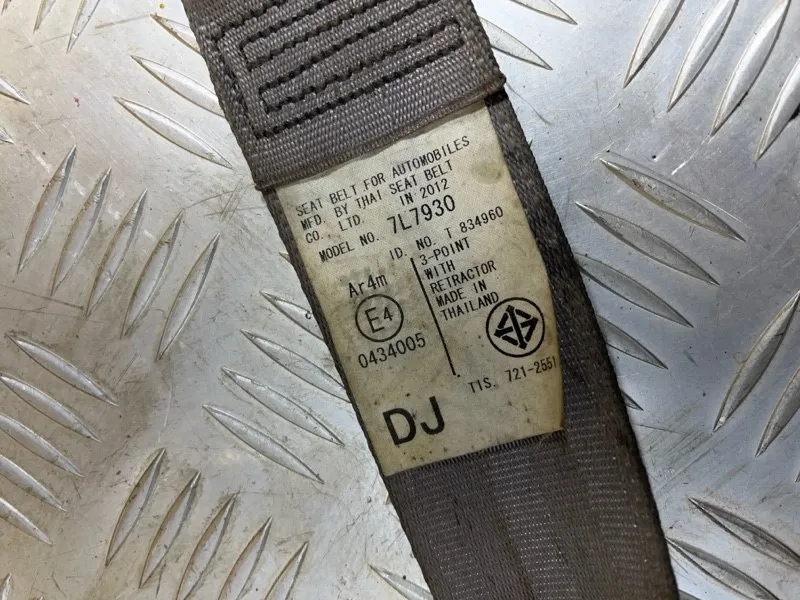 SEAT BELT FOR AUTOMOBILES
MFD. BY THAI SEAT BELT
CO., LTD. IN 2012
MODEL NO. 7L7930
ID. NO. T 834960
Ar4m
E4
0434005
3-POINT
WITH
RETRACTOR
MADE IN
THAILAND
TIS. 721-2551
DJ